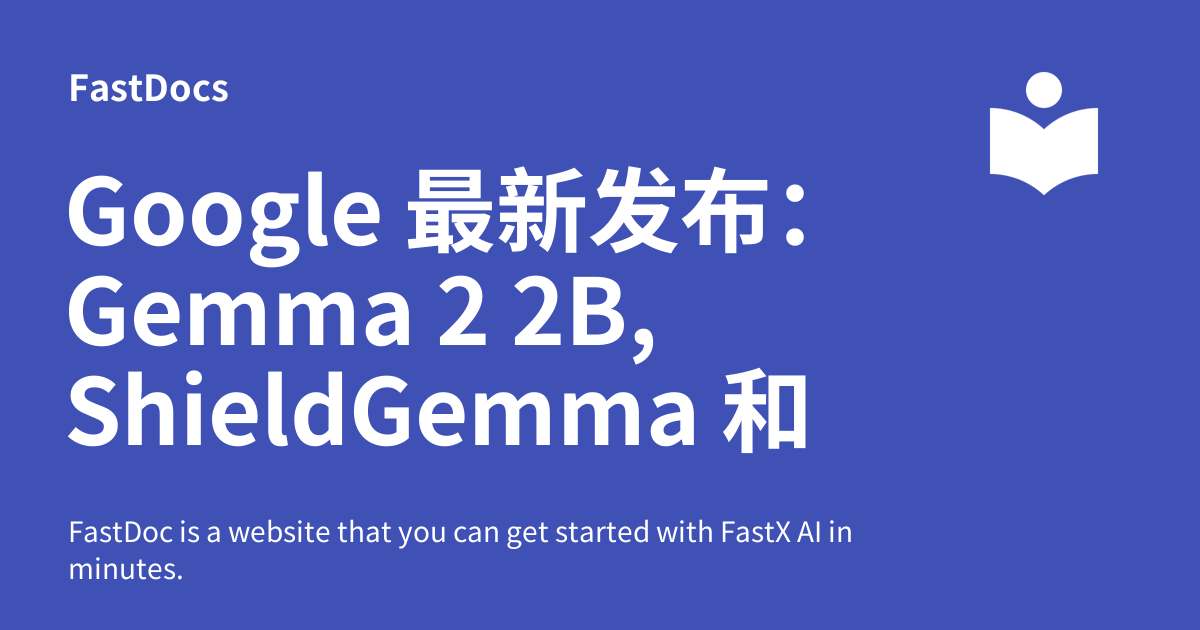 FastDocs
Google 最新发布：
Gemma 2 2B,
ShieldGemma 和
FastDoc is a website that you can get started with FastX AI in
minutes.